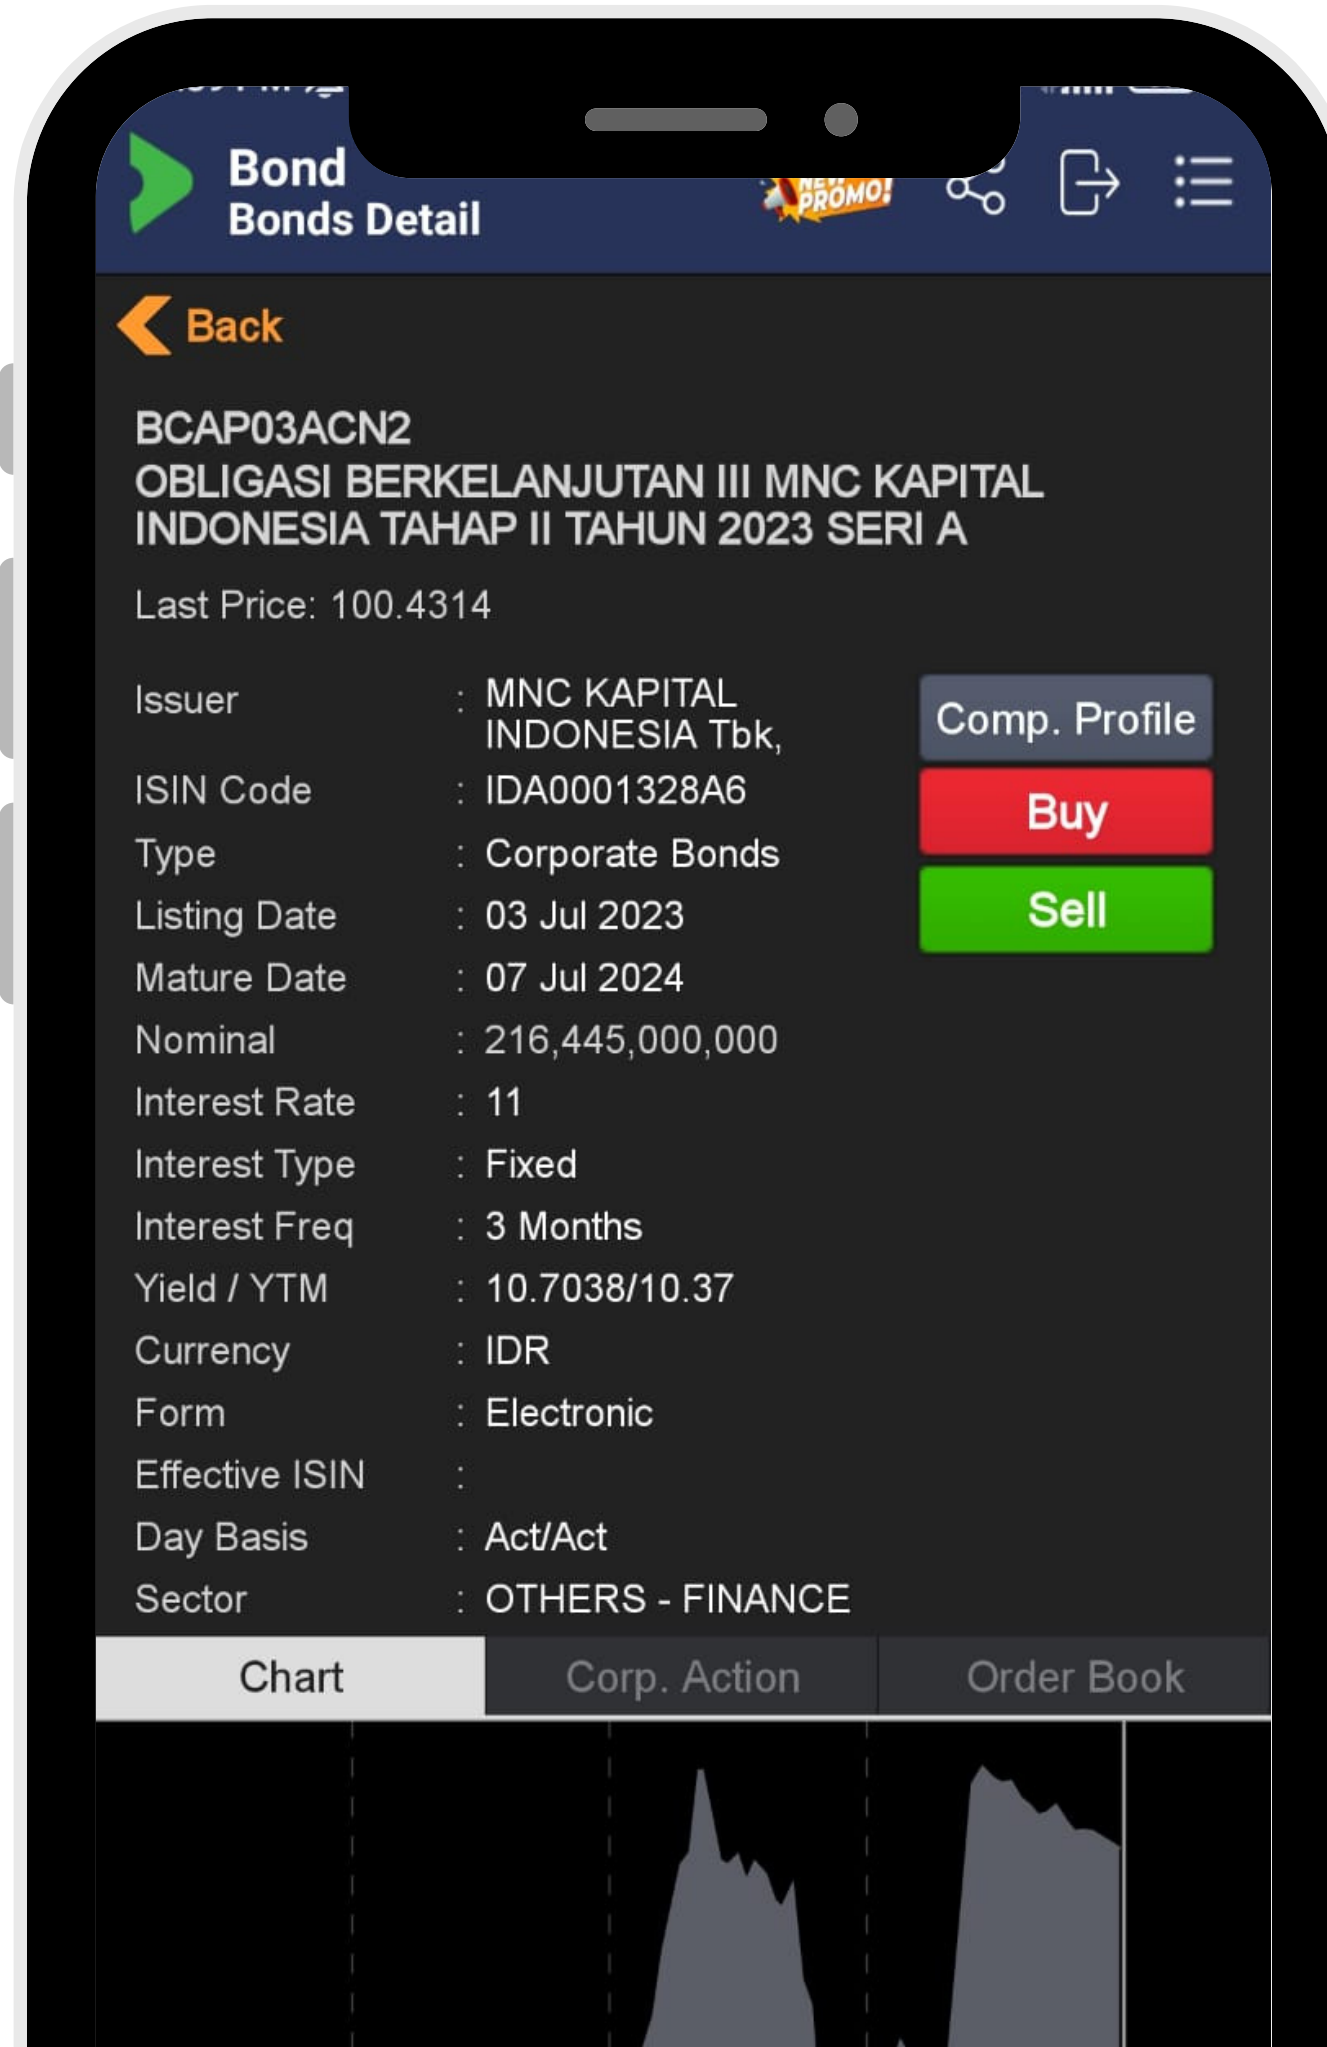 Bond
Bonds Detail
PROMO!
Back
BCAP03ACN2
OBLIGASI BERKELANJUTAN III MNC KAPITAL
INDONESIA TAHAP II TAHUN 2023 SERI A
Last Price: 100.4314
Issuer : MNC KAPITAL
INDONESIA Tbk,
Comp. Profile
ISIN Code : IDA0001328A6
Buy
Type : Corporate Bonds
Listing Date : 03 Jul 2023
Sell
Mature Date : 07 Jul 2024
Nominal : 216,445,000,000
Interest Rate : 11
Interest Type : Fixed
Interest Freq : 3 Months
Yield / YTM : 10.7038/10.37
Currency : IDR
Form : Electronic
Effective ISIN :
Day Basis : Act/Act
Sector : OTHERS - FINANCE
Chart Corp. Action Order Book